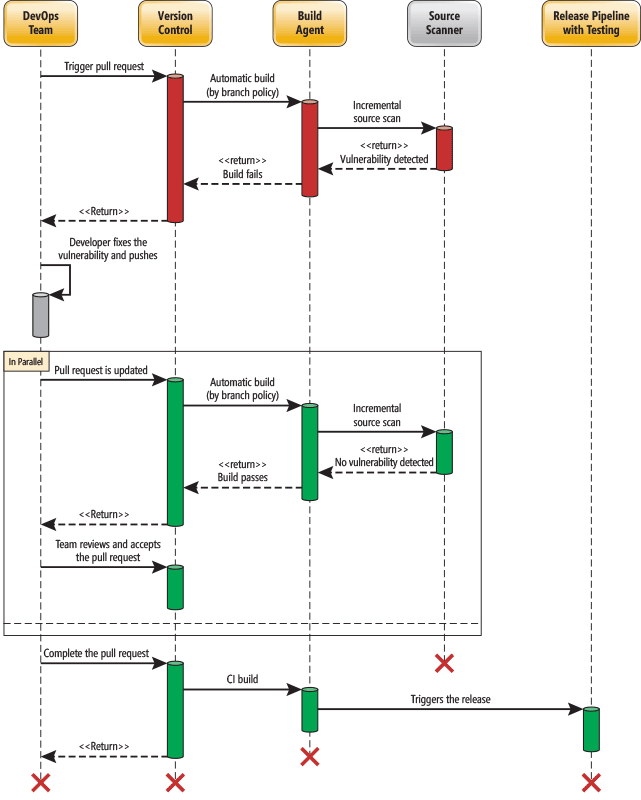 DevOps
Team
Version
Control
Build
Agent
Source
Scanner
Release Pipeline
with Testing
Trigger pull request
Automatic build
(by branch policy)
Incremental
source scan
<<return>>
Vulnerability detected
<<return>>
Build fails
<<Return>>
Developer fixes the
vulnerability and pushes
In Parallel
Pull request is updated
Automatic build
(by branch policy)
Incremental
source scan
<<return>>
No vulnerability detected
<<return>>
Build passes
<<Return>>
Team reviews and accepts
the pull request
Complete the pull request
CI build
Triggers the release
<<Return>>